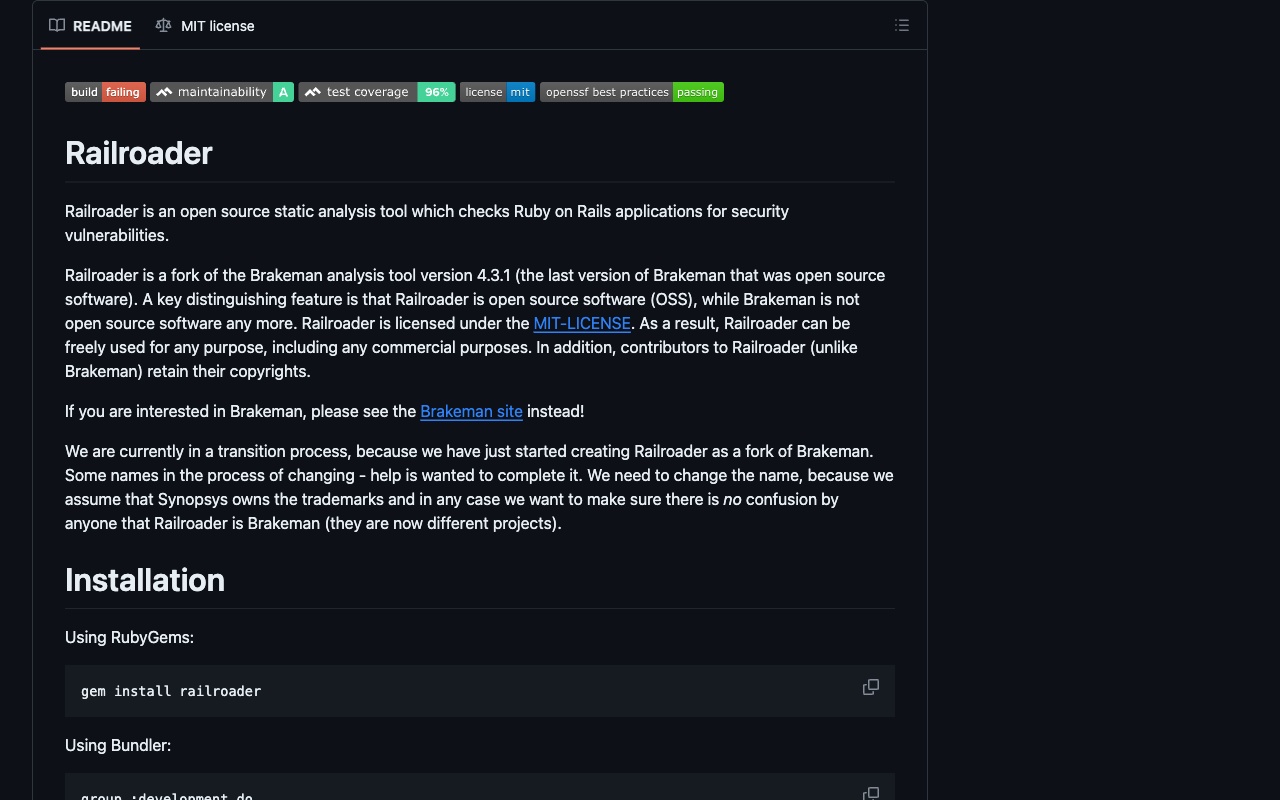 README
MIT license
build failing
maintainability A
test coverage 96%
license mit
openssf best practices passing
Railroader
Railroader is an open source static analysis tool which checks Ruby on Rails applications for security
vulnerabilities.
Railroader is a fork of the Brakeman analysis tool version 4.3.1 (the last version of Brakeman that was open source
software). A key distinguishing feature is that Railroader is open source software (OSS), while Brakeman is not
open source software any more. Railroader is licensed under the MIT-LICENSE. As a result, Railroader can be
freely used for any purpose, including any commercial purposes. In addition, contributors to Railroader (unlike
Brakeman) retain their copyrights.
If you are interested in Brakeman, please see the Brakeman site instead!
We are currently in a transition process, because we have just started creating Railroader as a fork of Brakeman.
Some names in the process of changing - help is wanted to complete it. We need to change the name, because we
assume that Synopsys owns the trademarks and in any case we want to make sure there is no confusion by
anyone that Railroader is Brakeman (they are now different projects).
Installation
Using RubyGems:
gem install railroader
Using Bundler:
group :development do